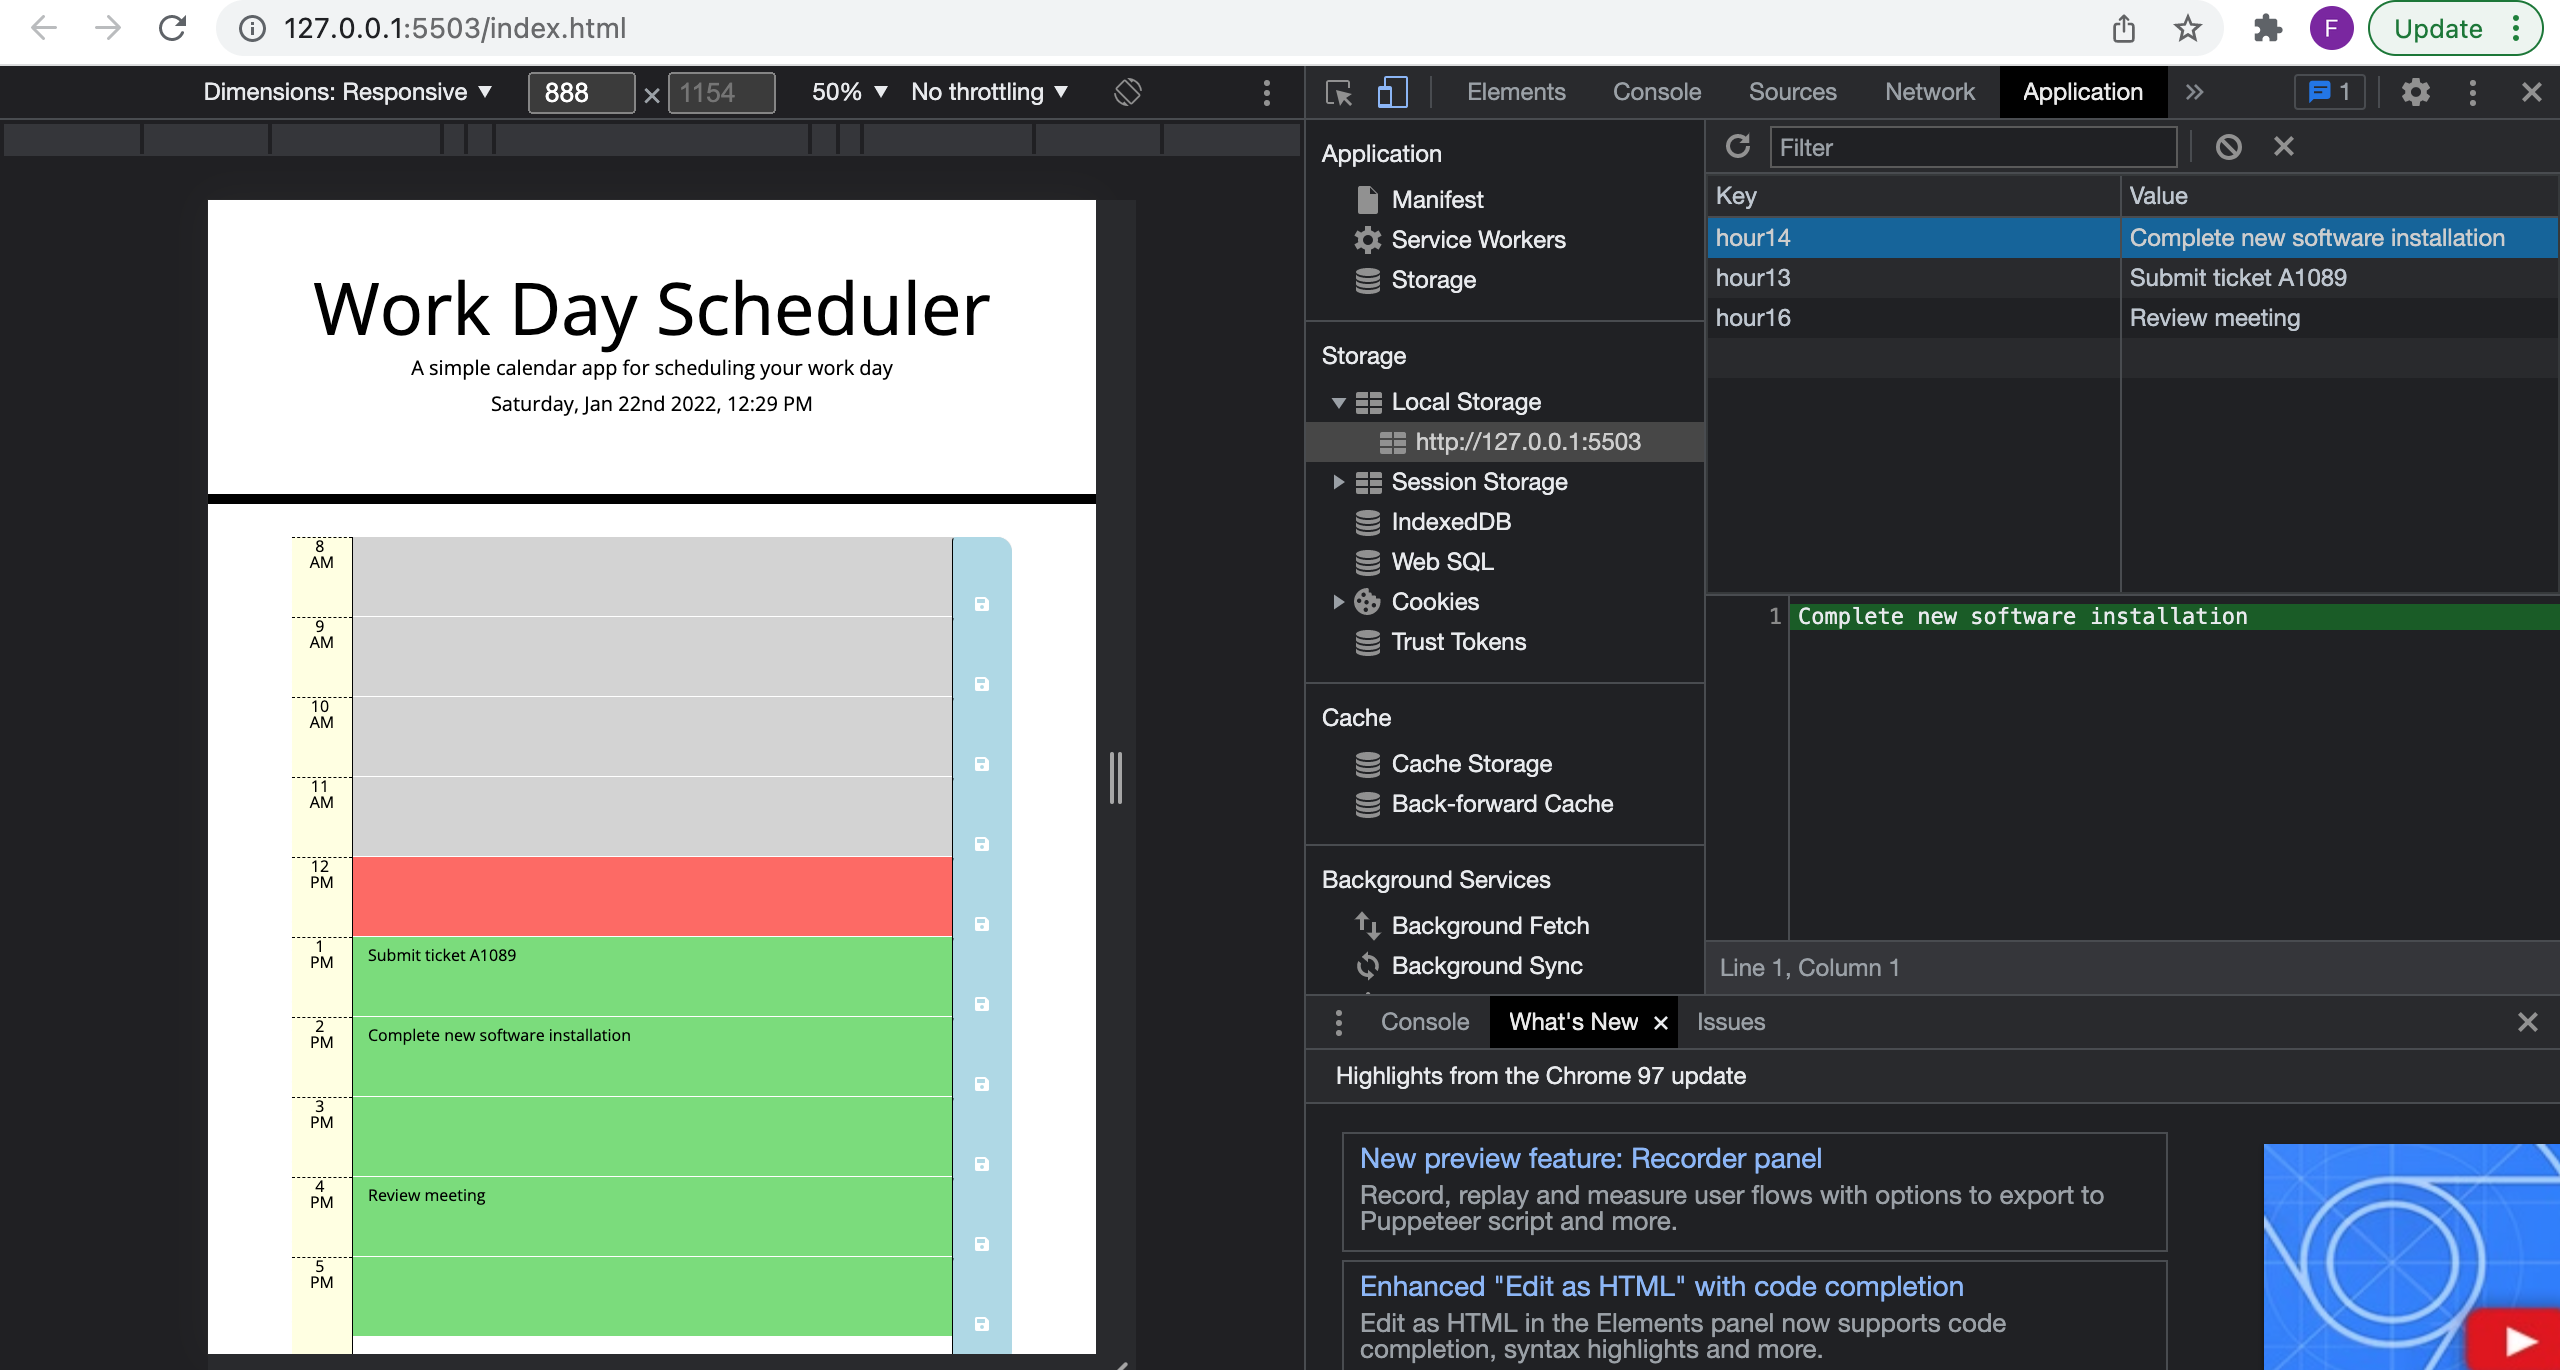 127.0.0.1:5503/index.html
F
Update
Dimensions: Responsive
888
×
1154
50%
No throttling
Elements
Console
Sources
Network
Application
»
1
Work Day Scheduler
A simple calendar app for scheduling your work day
Saturday, Jan 22nd 2022, 12:29 PM
8
AM
9
AM
10
AM
11
AM
12
PM
1
PM
Submit ticket A1089
2
PM
Complete new software installation
3
PM
4
PM
Review meeting
5
PM
Application
Manifest
Service Workers
Storage
Storage
Local Storage
http://127.0.0.1:5503
Session Storage
IndexedDB
Web SQL
Cookies
Trust Tokens
Cache
Cache Storage
Back-forward Cache
Background Services
Background Fetch
Background Sync
Filter
Key
Value
hour14
Complete new software installation
hour13
Submit ticket A1089
hour16
Review meeting
1
Complete new software installation
Line 1, Column 1
Console
What's New
Issues
Highlights from the Chrome 97 update
New preview feature: Recorder panel
Record, replay and measure user flows with options to export to
Puppeteer script and more.
Enhanced "Edit as HTML" with code completion
Edit as HTML in the Elements panel now supports code
completion, syntax highlights and more.